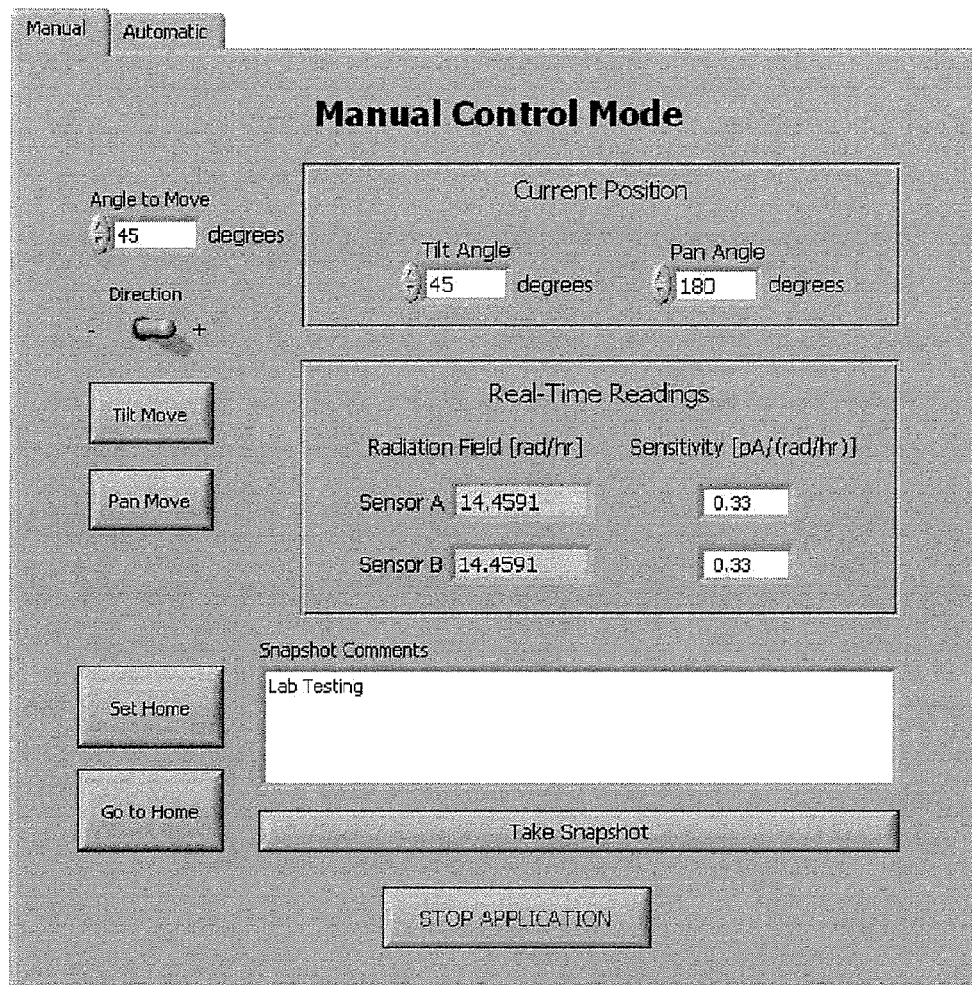 Manual
Automatic
Manual Control Mode
Angle to Move
45 degrees
Direction
- +
Tilt Move
Pan Move
Current Position
Tilt Angle Pan Angle
45 degrees 180 degrees
Real-Time Readings
Radiation Field [rad/hr] Sensitivity [pA/(rad/hr)]
Sensor A 14.4591 0.33
Sensor B 14.4591 0.33
Set Home
Go to Home
Snapshot Comments
Lab Testing
Take Snapshot
STOP APPLICATION